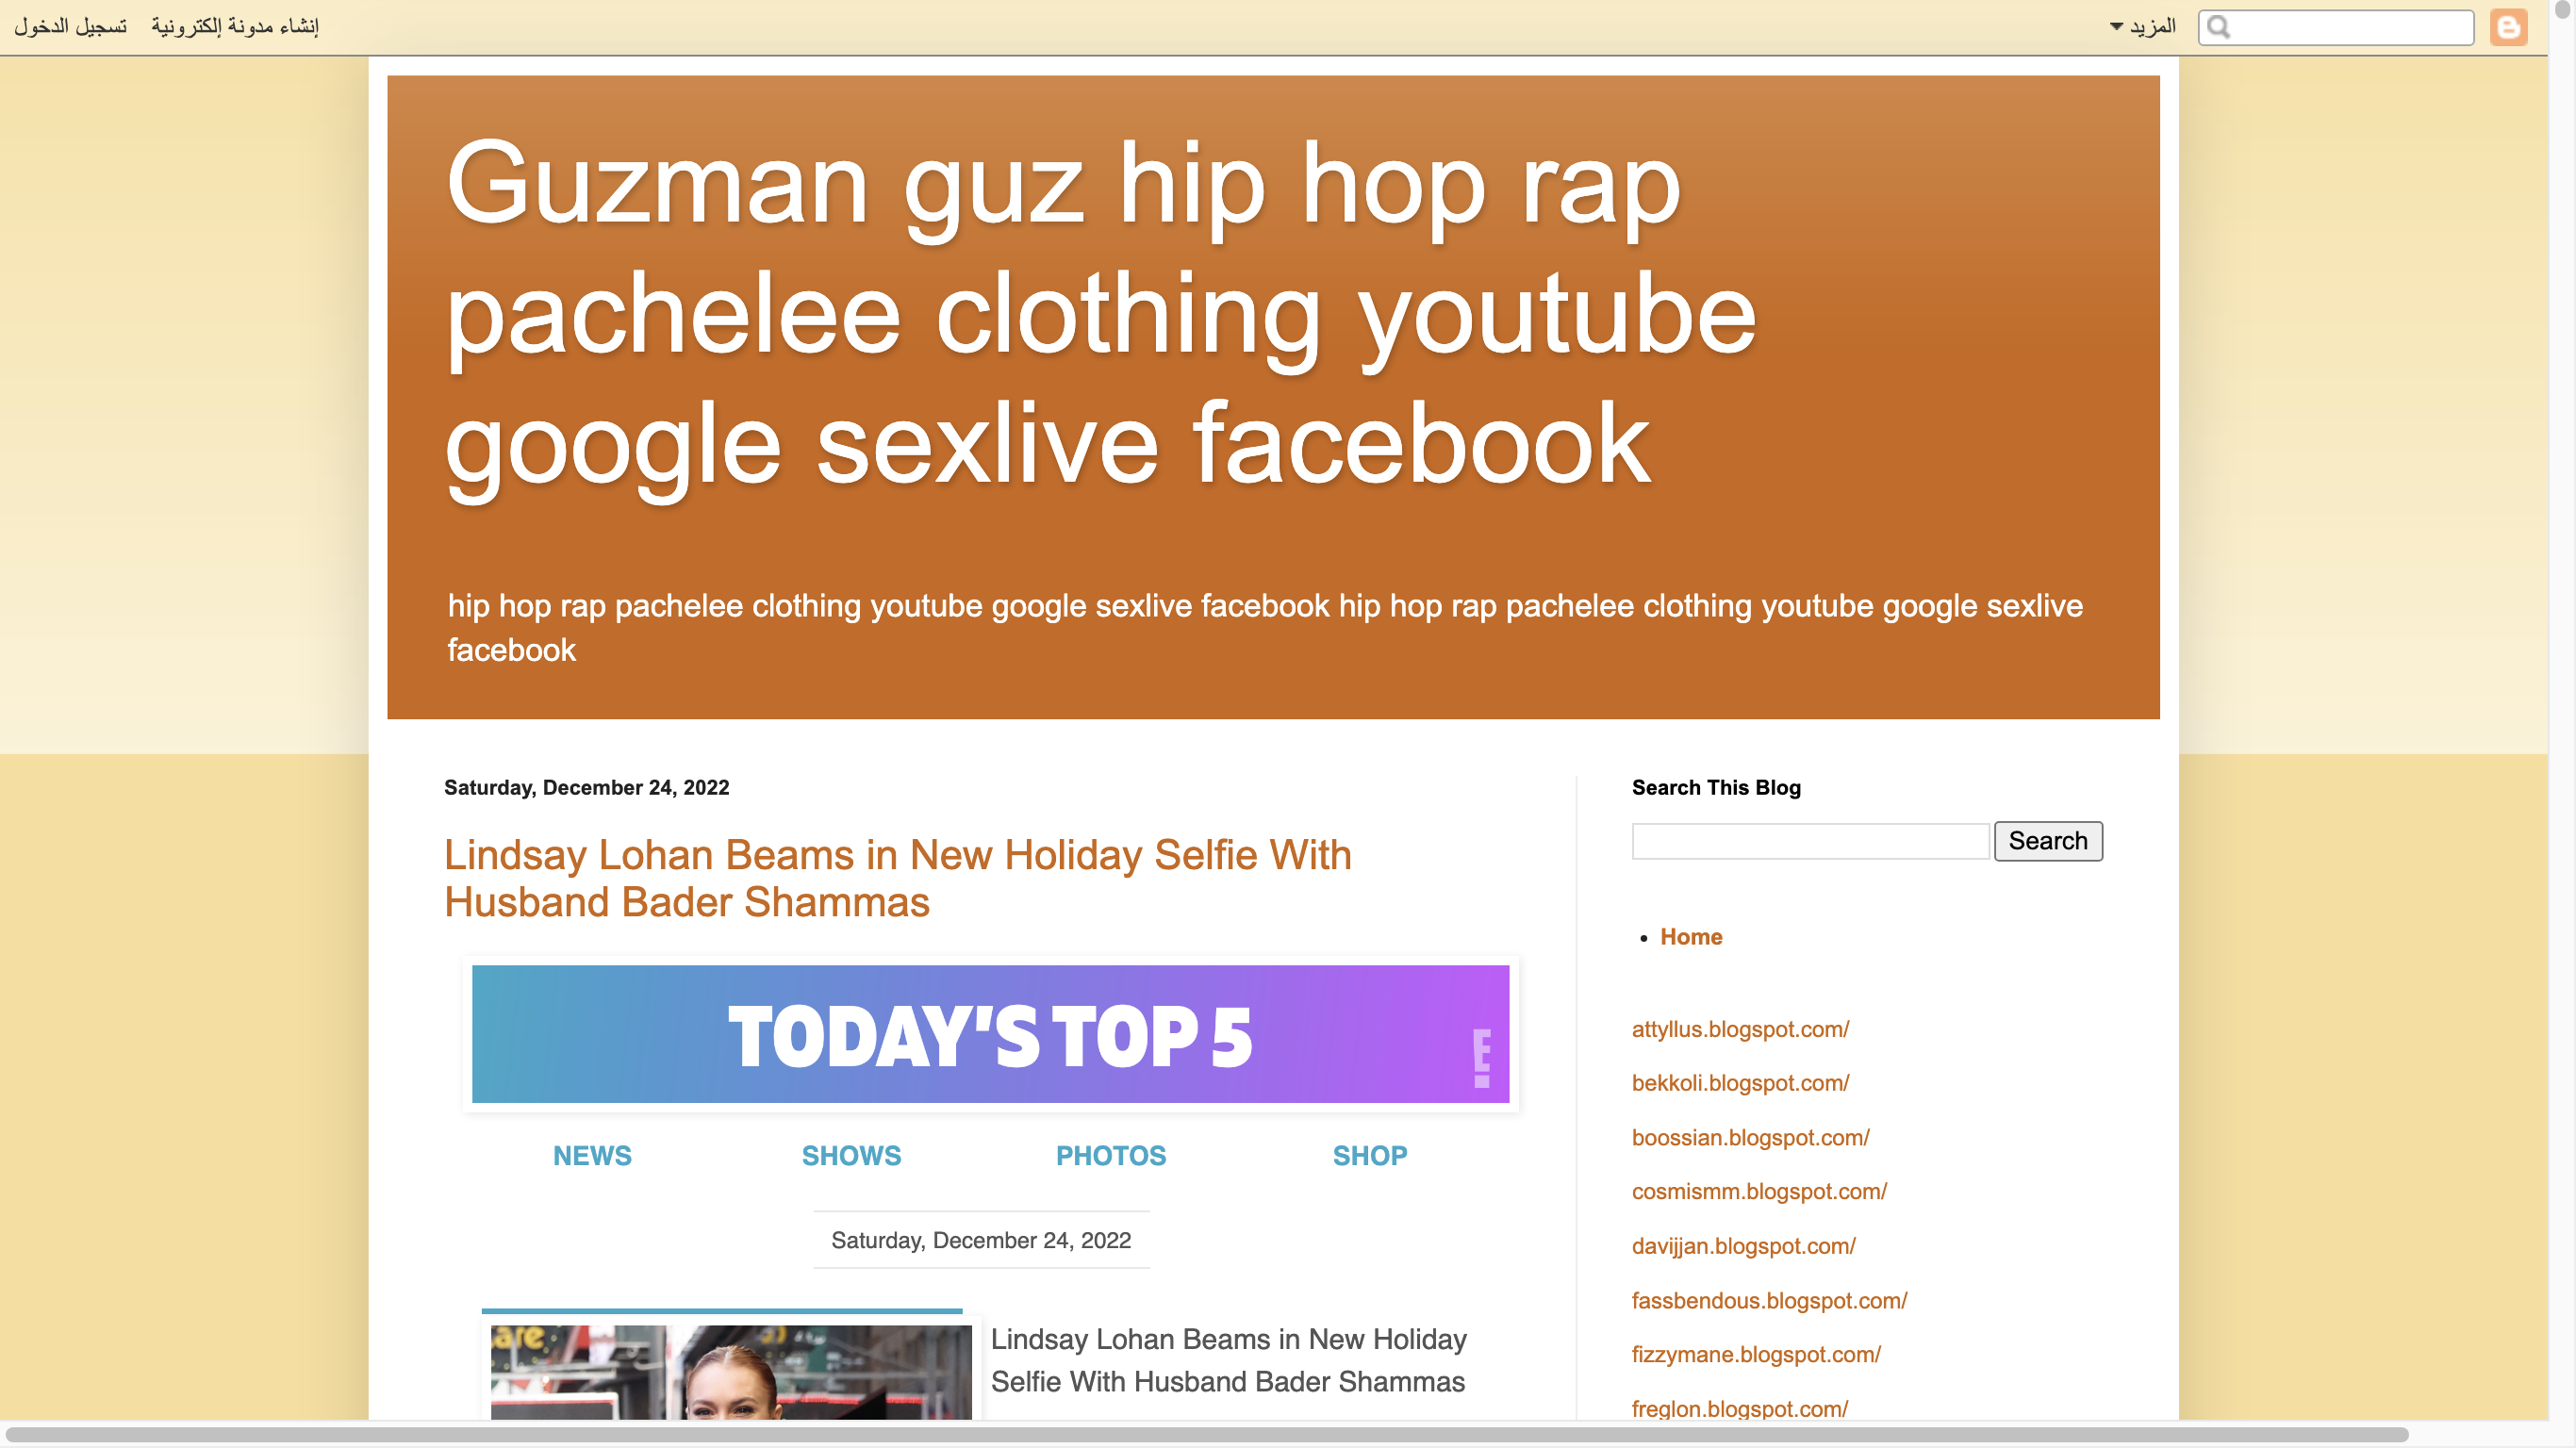 تسجيل الدخول
إنشاء مدونة إلكترونية
المزيد
Guzman guz hip hop rap
pachelee clothing youtube
google sexlive facebook
hip hop rap pachelee clothing youtube google sexlive facebook hip hop rap pachelee clothing youtube google sexlive
facebook
Saturday, December 24, 2022
Lindsay Lohan Beams in New Holiday Selfie With
Husband Bader Shammas
TODAY'S TOP 5
E!
NEWS SHOWS PHOTOS SHOP
Saturday, December 24, 2022
are
Lindsay Lohan Beams in New Holiday
Selfie With Husband Bader Shammas
Search This Blog
Search
Home
attyllus.blogspot.com/
bekkoli.blogspot.com/
boossian.blogspot.com/
cosmismm.blogspot.com/
davijjan.blogspot.com/
fassbendous.blogspot.com/
fizzymane.blogspot.com/
freglon.blogspot.com/